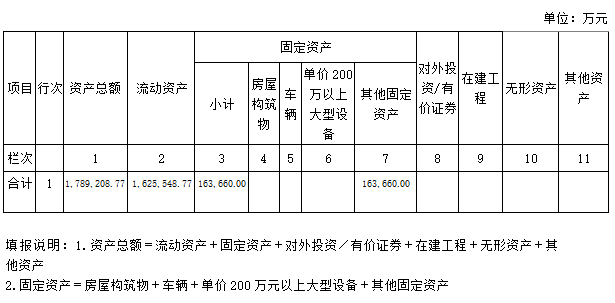 单位：万元
项目 行次 资产总额 流动资产 固定资产 对外投资/有价证券 在建工程 无形资产 其他资产
小计 房屋构筑物 车辆 单价200万以上大型设备 其他固定资产
栏次 1 2 3 4 5 6 7 8 9 10 11
合计 1 1,789,208.77 1,625,548.77 163,660.00 163,660.00
填报说明：1.资产总额＝流动资产＋固定资产＋对外投资／有价证券＋在建工程＋无形资产＋其
他资产
2.固定资产＝房屋构筑物＋车辆＋单价200万元以上大型设备＋其他固定资产